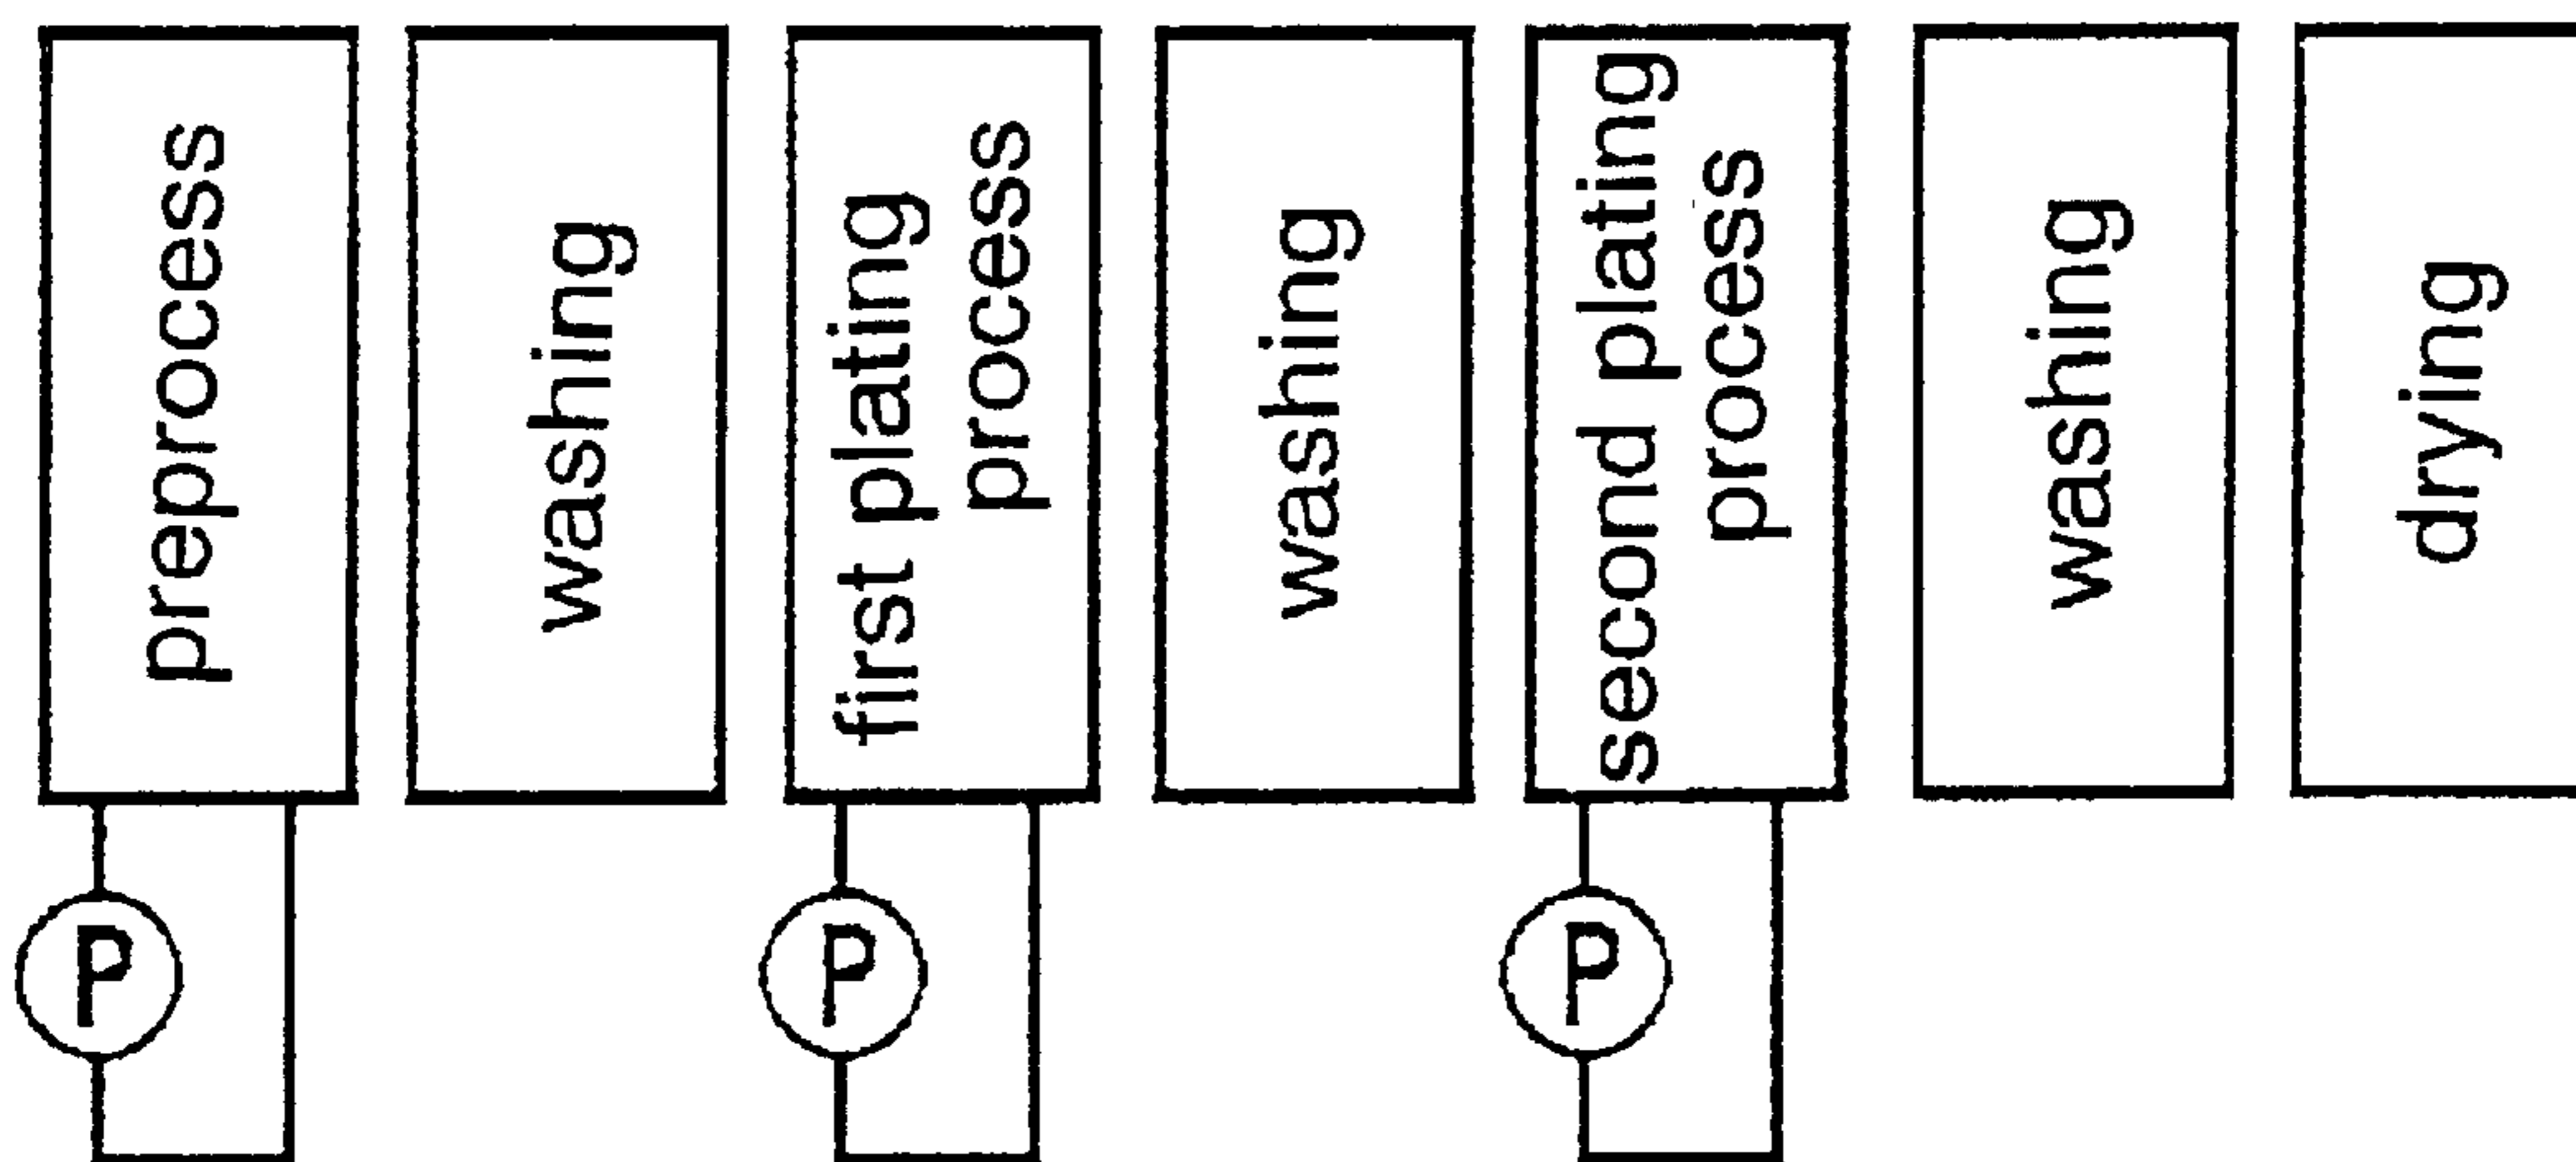 preprocess
washing
first plating
process
washing
second plating
process
washing
drying
P
P
P